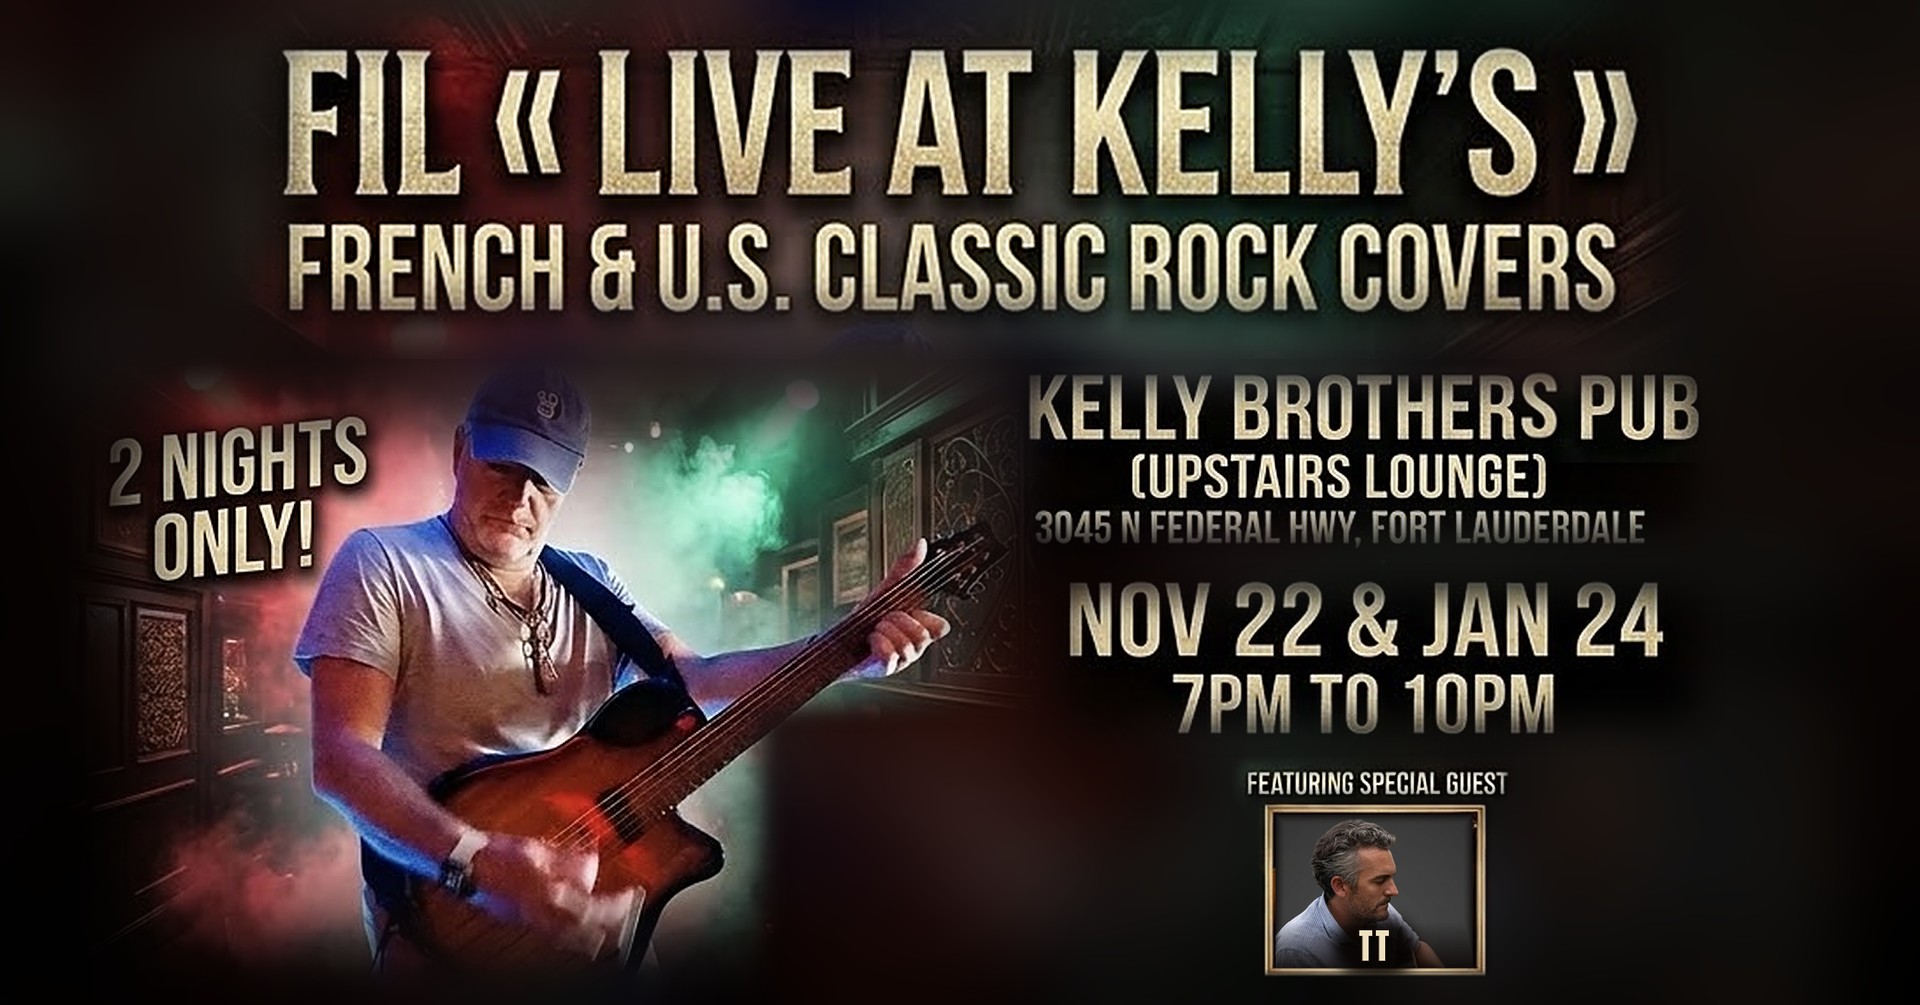 FIL « LIVE AT KELLY'S »
FRENCH & U.S. CLASSIC ROCK COVERS
2 NIGHTS
ONLY!
KELLY BROTHERS PUB
(UPSTAIRS LOUNGE)
3045 N FEDERAL HWY, FORT LAUDERDALE
NOV 22 & JAN 24
7PM TO 10PM
FEATURING SPECIAL GUEST
TT